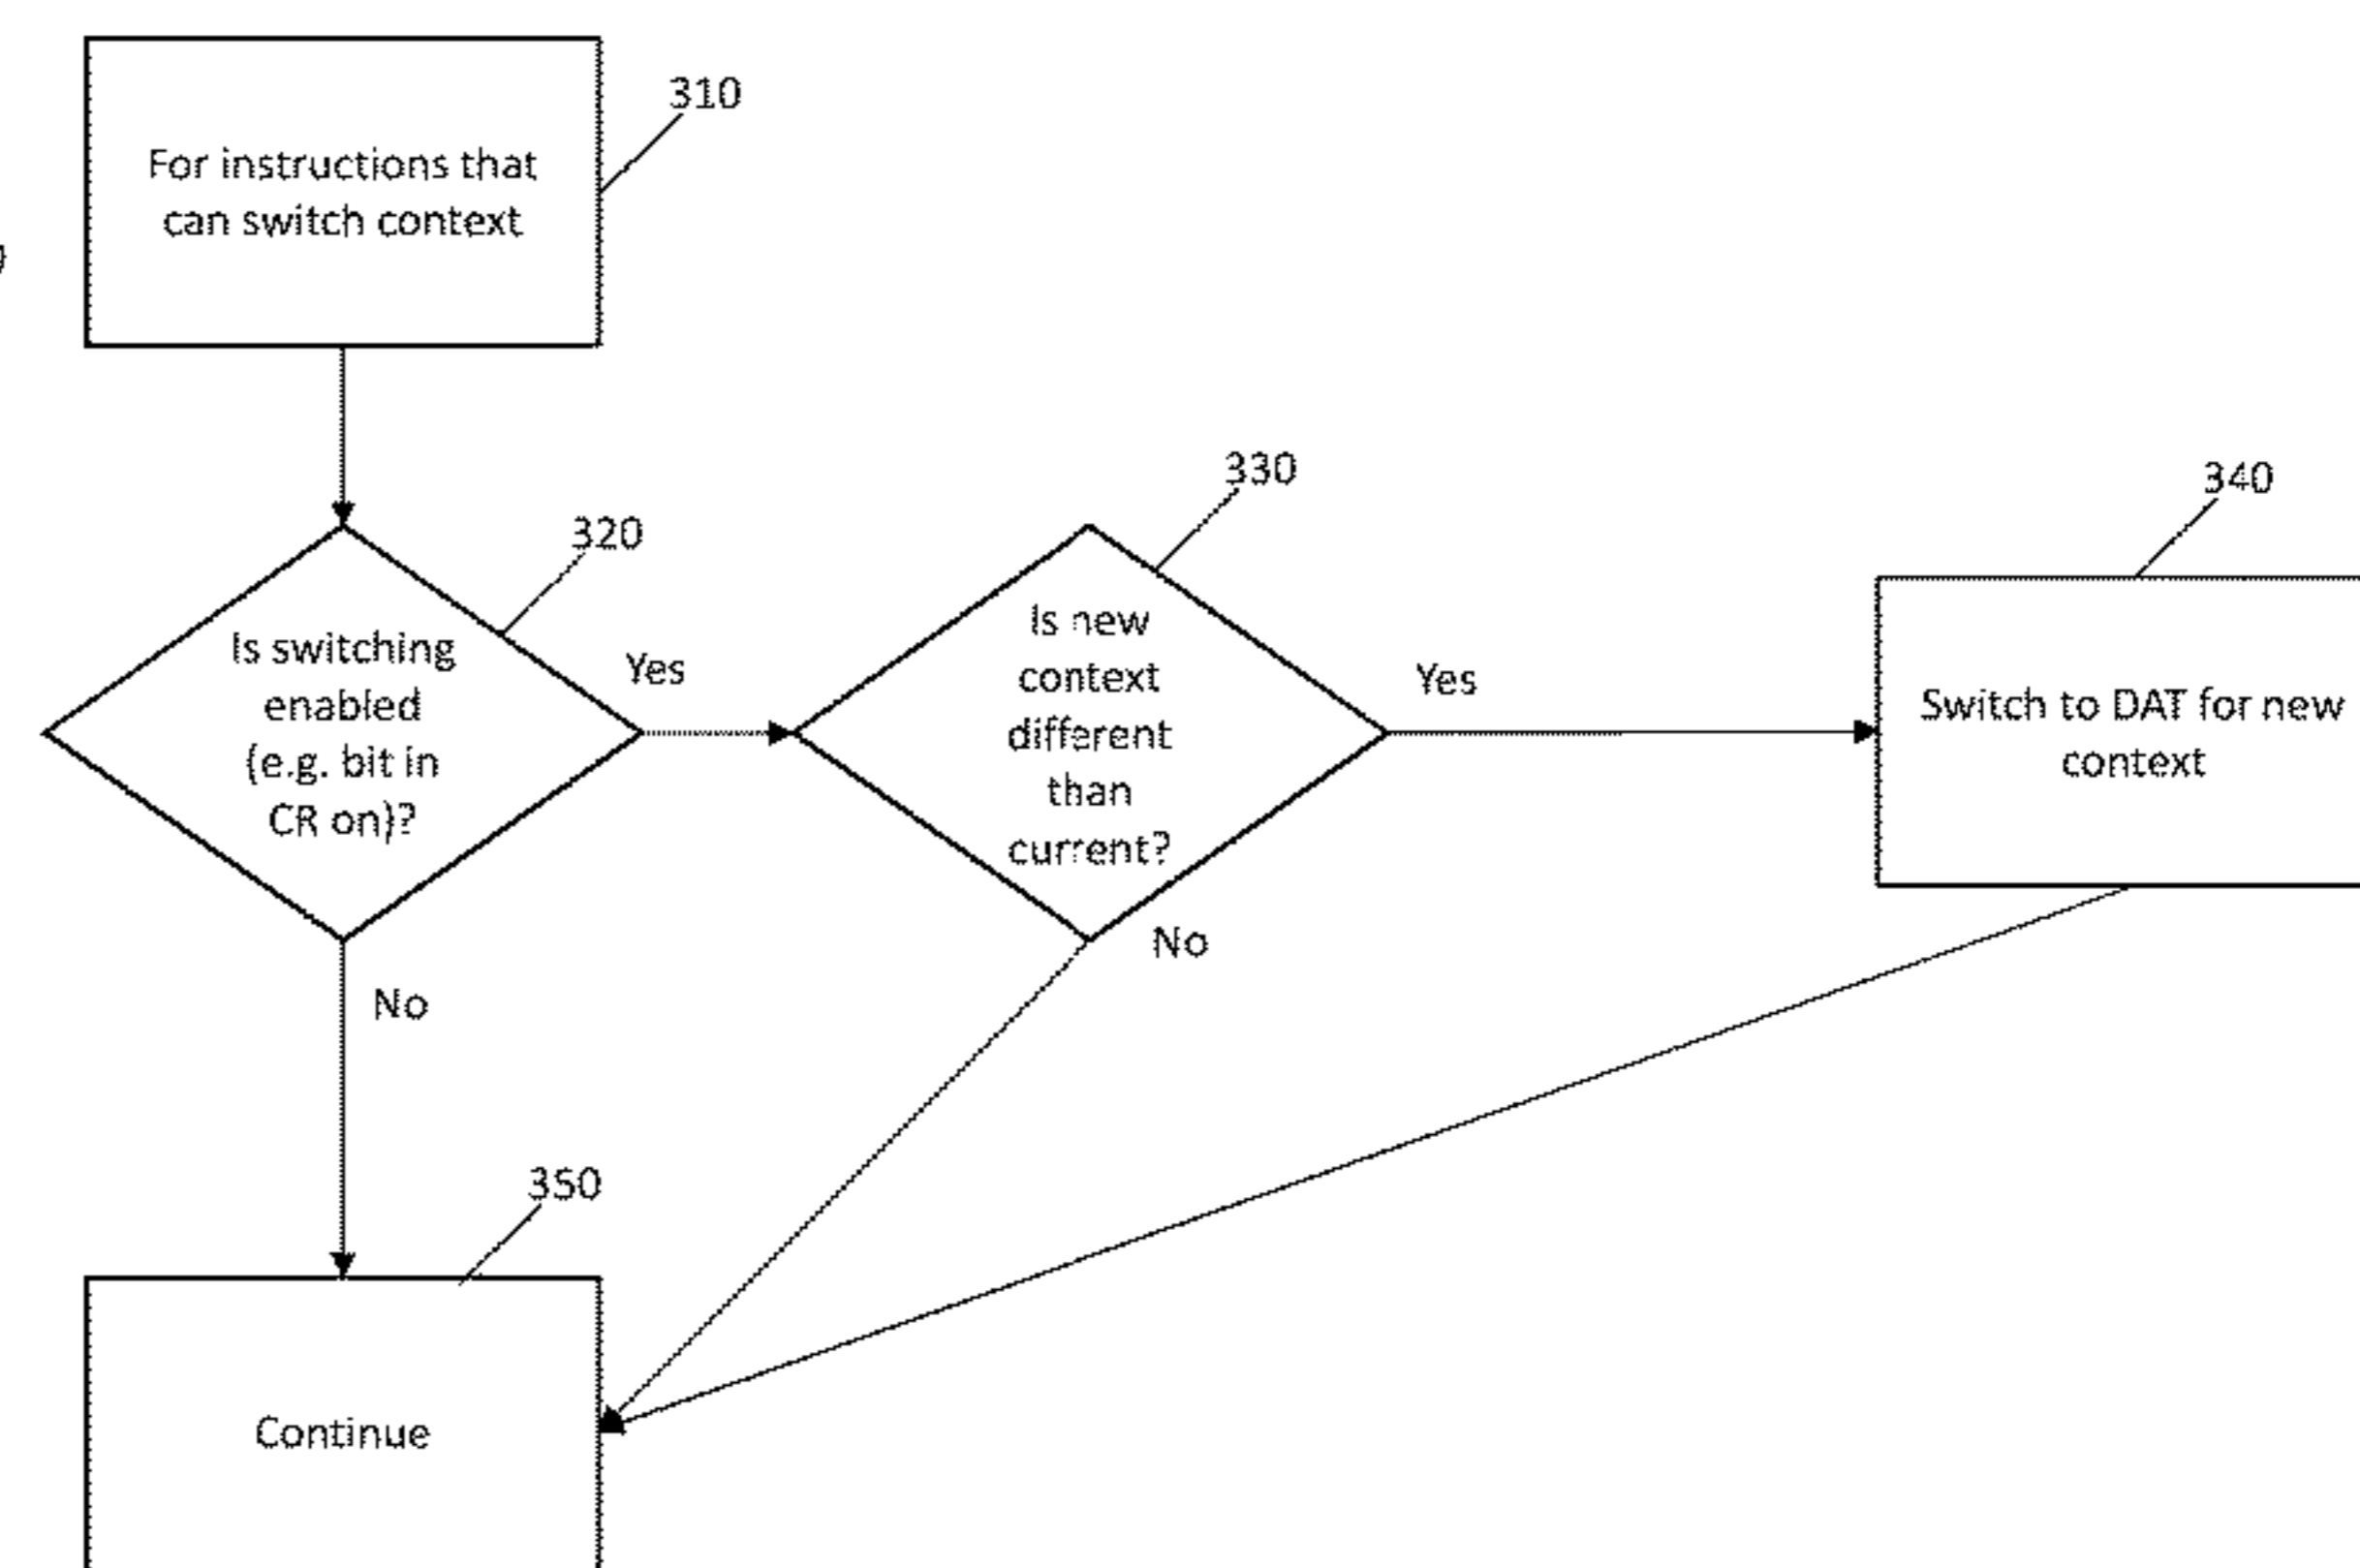 310
For instructions that
can switch context
320
Is switching
enabled
(e.g. bit in
CR on)?
Yes
330
Is new
context
different
than
current?
Yes
340
Switch to DAT for new
context
No
No
350
Continue